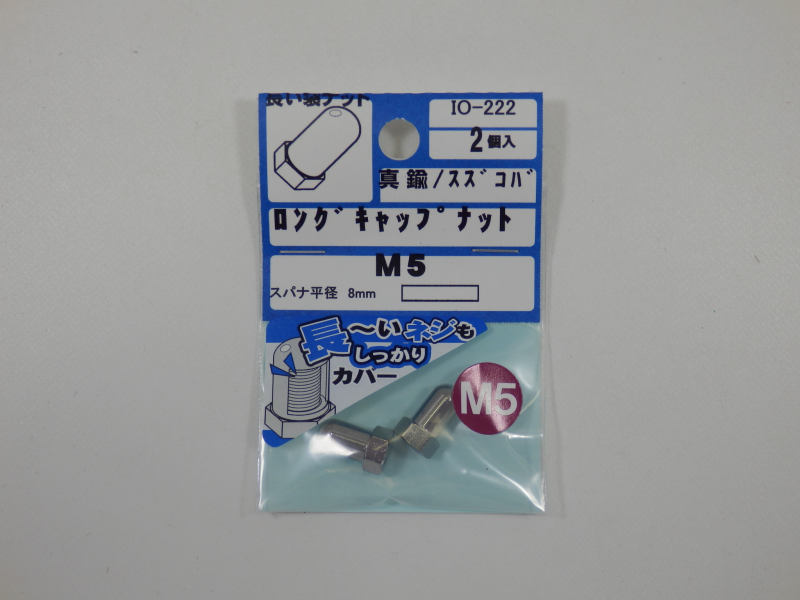 長い袋ナット
IO-222
2個入
真鍮/スズコバ
ロングキャップナット
M5
スパナ平径 8mm
長〜いネジも
しっかり
カバー
M5